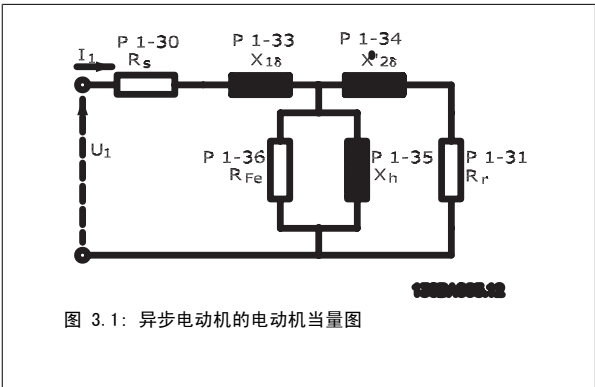 P 1-30
P 1-33
P 1-34
I1
Rs
X1δ
X'2δ
U1
P 1-36
RFe
P 1-35
Xh
P 1-31
Rr
图 3.1: 异步电动机的电动机当量图